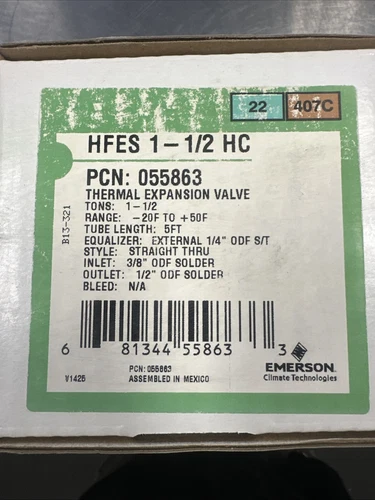 22 407C
HFES 1-1/2 HC
PCN: 055863
THERMAL EXPANSION VALVE
TONS: 1-1/2
RANGE: -20F TO +50F
TUBE LENGTH: 5FT
EQUALIZER: EXTERNAL 1/4" ODF S/T
STYLE: STRAIGHT THRU
INLET: 3/8" ODF SOLDER
OUTLET: 1/2" ODF SOLDER
BLEED: N/A
B13-321
6 81344 55863 3
PCN: 055863
ASSEMBLED IN MEXICO
V1425
EMERSON
Climate Technologies